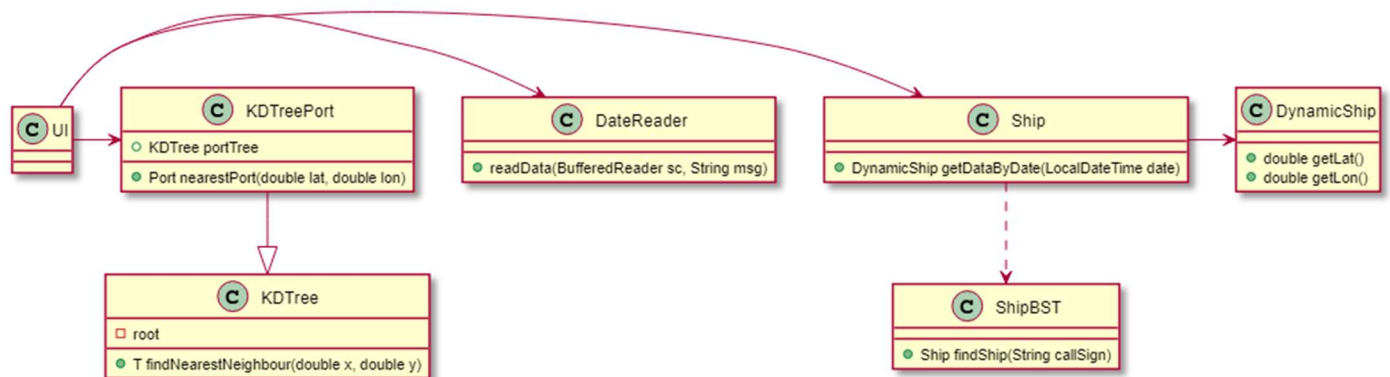 C UI
C KDTreePort
KDTree portTree
Port nearestPort(double lat, double lon)
C DateReader
readData(BufferedReader sc, String msg)
C Ship
DynamicShip getDataByDate(LocalDateTime date)
C DynamicShip
double getLat()
double getLon()
C KDTree
root
T findNearestNeighbour(double x, double y)
C ShipBST
Ship findShip(String callSign)